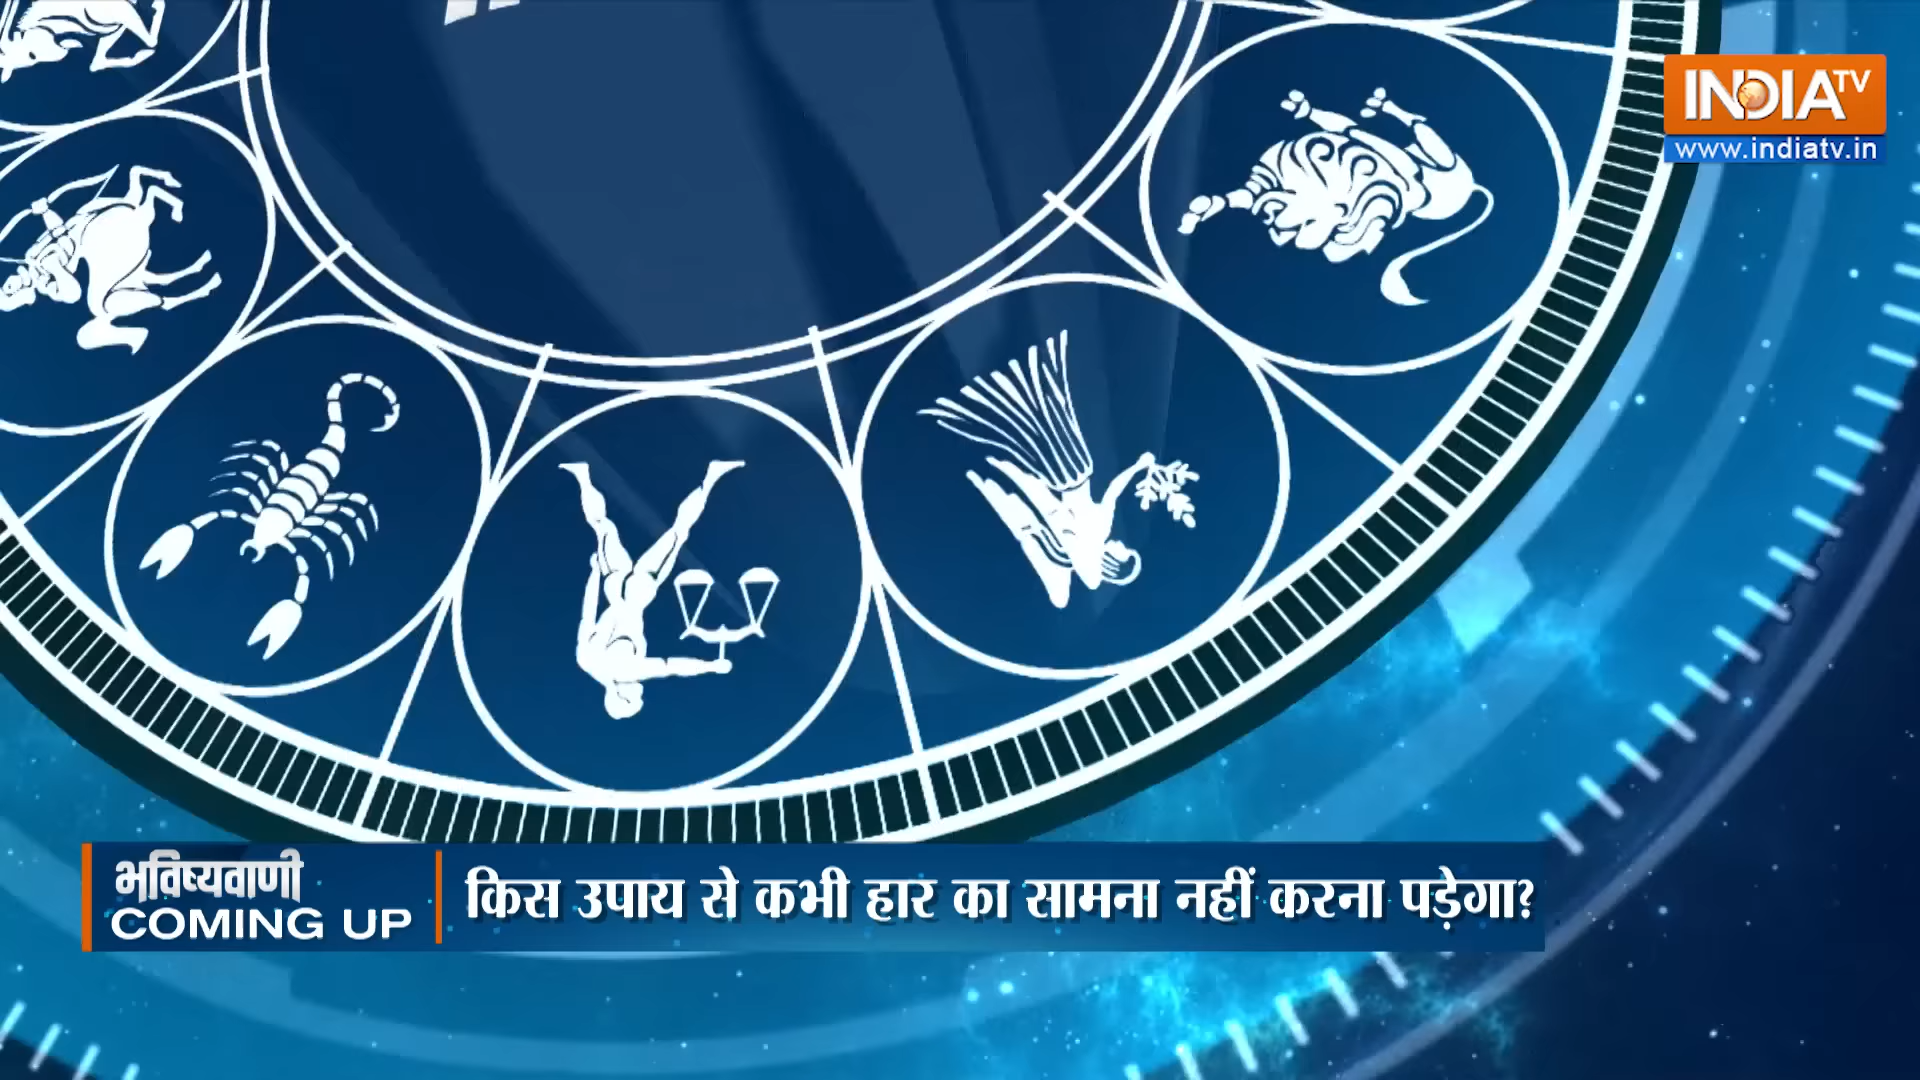 INDIA TV
www.indiatv.in
भविष्यवाणी
COMING UP
किस उपाय से कभी हार का सामना नहीं करना पड़ेगा?